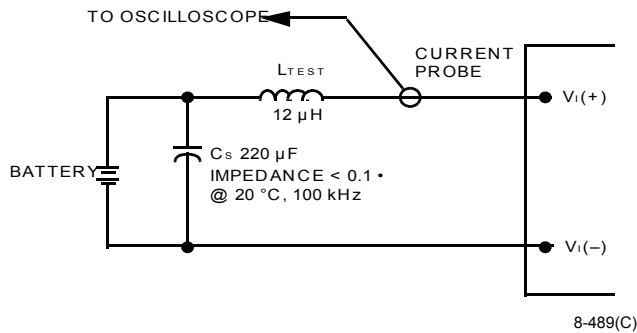 TO OSCILLOSCOPE
CURRENT
PROBE
LTEST
12 µH
VI(+)
CS 220 µF
IMPEDANCE < 0.1 •
@ 20 °C, 100 kHz
BATTERY
VI(–)
8-489(C)